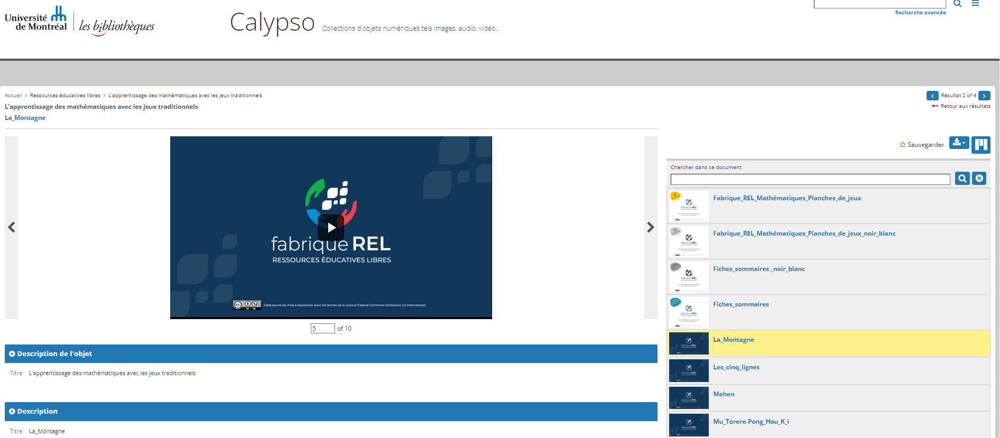 Université
de Montréal
les bibliothèques
Calypso
Collections d'objets numériques tels images, audio, vidéo...
Recherche avancée
Accueil > Ressources éducatives libres > L'apprentissage des mathématiques avec les jeux traditionnels
Résultat 2 of 4
L'apprentissage des mathématiques avec les jeux traditionnels
Retour aux résultats
La_Montagne
Sauvegarder
fabrique REL
RESSOURCES ÉDUCATIVES LIBRES
CC BY NC
Cette œuvre est mise à disposition selon les termes de la Licence Creative Commons Attribution 4.0 International.
5 of 10
Chercher dans ce document
Fabrique_REL_Mathématiques_Planches_de_jeux
Fabrique_REL_Mathématiques_Planches_de_jeux_noir_blanc
Fiches_sommaires _noir_blanc
Fiches_sommaires
La_Montagne
Les_cinq_lignes
Mehen
Mu_Torere-Pong_Hau_K_i
Description de l'objet
Titre L'apprentissage des mathématiques avec les jeux traditionnels
Description
Titre La_Montagne